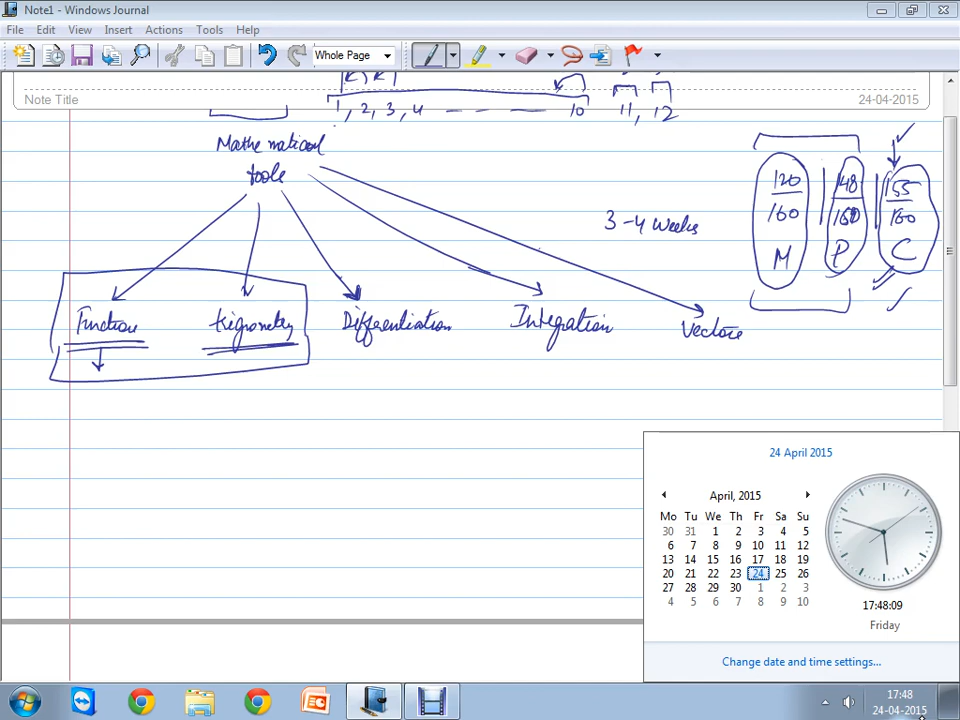 Note1 - Windows Journal
File Edit View Insert Actions Tools Help
Whole Page
Note Title 24-04-2015
1, 2, 3, 4 - - - - 10 11, 12
Mathematical
tools
3-4 weeks
120 148 155
160 160 160
M P C
Function Trignometry Differentiation Integration Vectors
24 April 2015
April, 2015
Mo Tu We Th Fr Sa Su
30 31 1 2 3 4 5
6 7 8 9 10 11 12
13 14 15 16 17 18 19
20 21 22 23 24 25 26
27 28 29 30 1 2 3
4 5 6 7 8 9 10
17:48:09
Friday
Change date and time settings...
17:48
24-04-2015